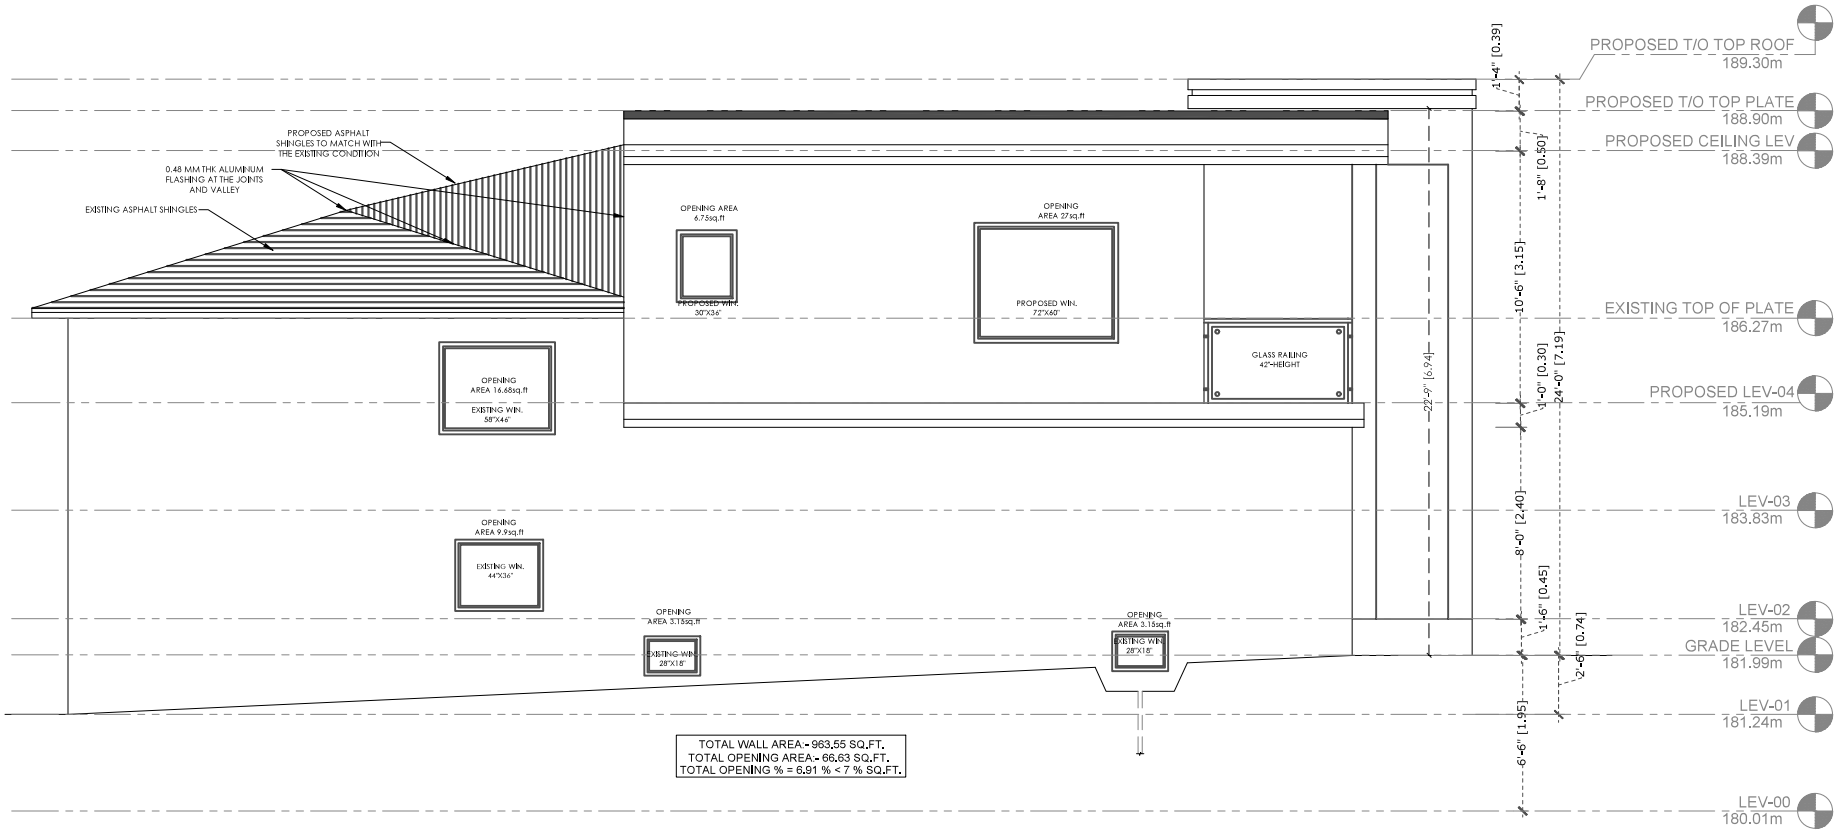 PROPOSED T/O TOP ROOF
189.30m
PROPOSED T/O TOP PLATE
188.90m
PROPOSED CEILING LEV
188.39m
EXISTING TOP OF PLATE
186.27m
PROPOSED LEV-04
185.19m
LEV-03
183.83m
LEV-02
182.45m
GRADE LEVEL
181.99m
LEV-01
181.24m
LEV-00
180.01m
1'-4" [0.39]
1'-8" [0.50]
10'-6" [3.15]
1'-0" [0.30]
24'-0" [7.19]
22'-9" [6.94]
8'-0" [2.40]
1'-6" [0.45]
2'-6" [0.74]
6'-6" [1.95]
PROPOSED ASPHALT
SHINGLES TO MATCH WITH
THE EXISTING CONDITION
0.48 MM THK ALUMINUM
FLASHING AT THE JOINTS
AND VALLEY
EXISTING ASPHALT SHINGLES
OPENING AREA
6.75sq.ft
PROPOSED WIN.
30"X36"
OPENING
AREA 27sq.ft
PROPOSED WIN.
72"X60"
GLASS RAILING
42"-HEIGHT
OPENING
AREA 16.68sq.ft
EXISTING WIN.
58"X46"
OPENING
AREA 9.9sq.ft
EXISTING WIN.
44"X36"
OPENING
AREA 3.15sq.ft
EXISTING WIN.
28"X18"
OPENING
AREA 3.15sq.ft
EXISTING WIN.
28"X18"
TOTAL WALL AREA:- 963.55 SQ.FT.
TOTAL OPENING AREA:- 66.63 SQ.FT.
TOTAL OPENING % = 6.91 % < 7 % SQ.FT.